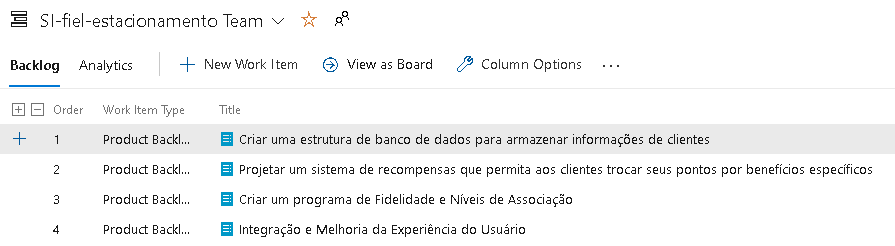 SI-fiel-estacionamento Team
Backlog Analytics New Work Item View as Board Column Options ...
Order Work Item Type Title
1 Product Backl... Criar uma estrutura de banco de dados para armazenar informações de clientes
2 Product Backl... Projetar um sistema de recompensas que permita aos clientes trocar seus pontos por benefícios específicos
3 Product Backl... Criar um programa de Fidelidade e Níveis de Associação
4 Product Backl... Integração e Melhoria da Experiência do Usuário